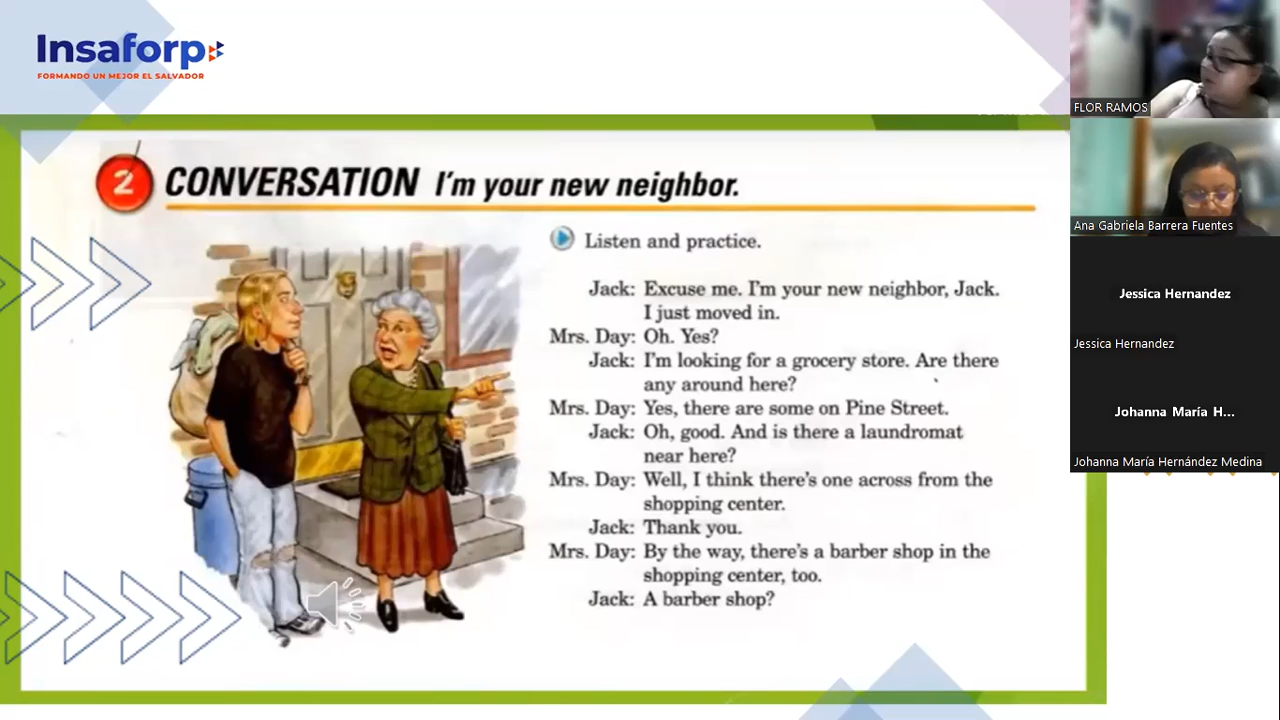 Insaforp
FORMANDO UN MEJOR EL SALVADOR
2 CONVERSATION I'm your new neighbor.
Listen and practice.
Jack: Excuse me. I'm your new neighbor, Jack.
I just moved in.
Mrs. Day: Oh. Yes?
Jack: I'm looking for a grocery store. Are there
any around here?
Mrs. Day: Yes, there are some on Pine Street.
Jack: Oh, good. And is there a laundromat
near here?
Mrs. Day: Well, I think there's one across from the
shopping center.
Jack: Thank you.
Mrs. Day: By the way, there's a barber shop in the
shopping center, too.
Jack: A barber shop?
FLOR RAMOS
Ana Gabriela Barrera Fuentes
Jessica Hernandez
Jessica Hernandez
Johanna María H...
Johanna María Hernández Medina